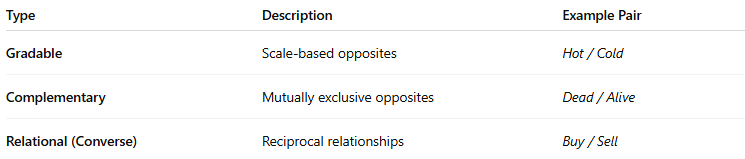 Type Description Example Pair
Gradable Scale-based opposites Hot / Cold
Complementary Mutually exclusive opposites Dead / Alive
Relational (Converse) Reciprocal relationships Buy / Sell